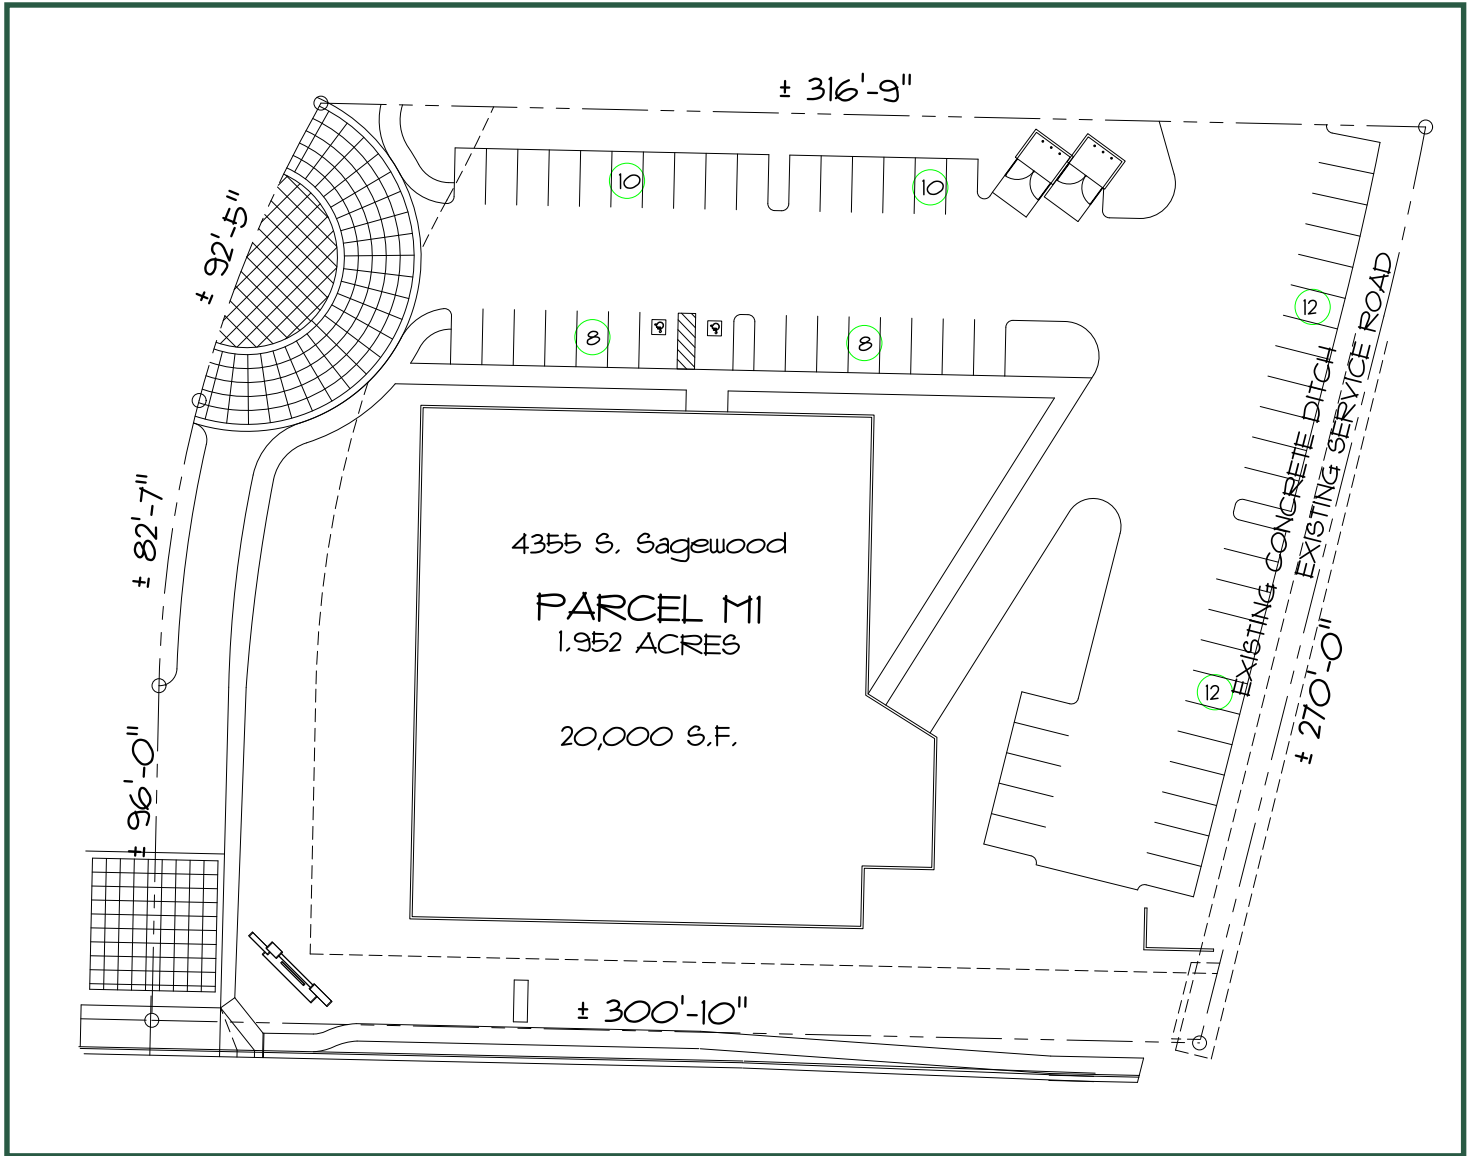 ± 316'-9"
10
10
± 92'-5"
12
8
8
EXISTING CONCRETE DITCH
EXISTING SERVICE ROAD
± 82'-7"
4355 S. Sagewood
PARCEL M1
1.952 ACRES
12
± 270'-0"
20,000 S.F.
± 96'-0"
± 300'-10"